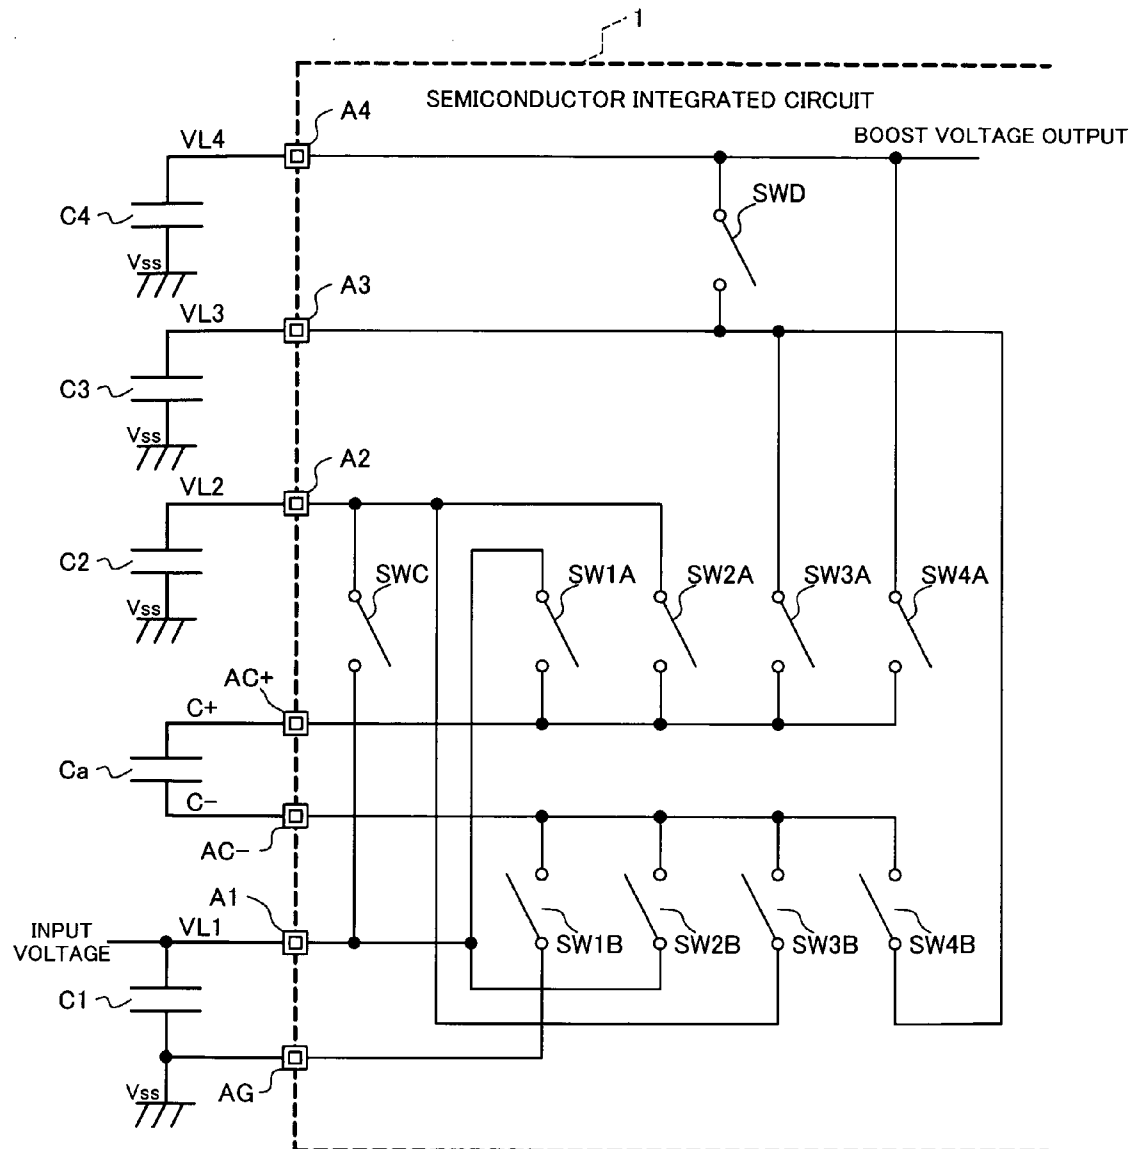 1
SEMICONDUCTOR INTEGRATED CIRCUIT
A4
VL4
BOOST VOLTAGE OUTPUT
C4
SWD
Vss
A3
VL3
C3
Vss
A2
VL2
C2
SWC
SW1A
SW2A
SW3A
SW4A
Vss
AC+
C+
Ca
C-
AC-
A1
INPUT
VOLTAGE
VL1
SW1B
SW2B
SW3B
SW4B
C1
Vss
AG